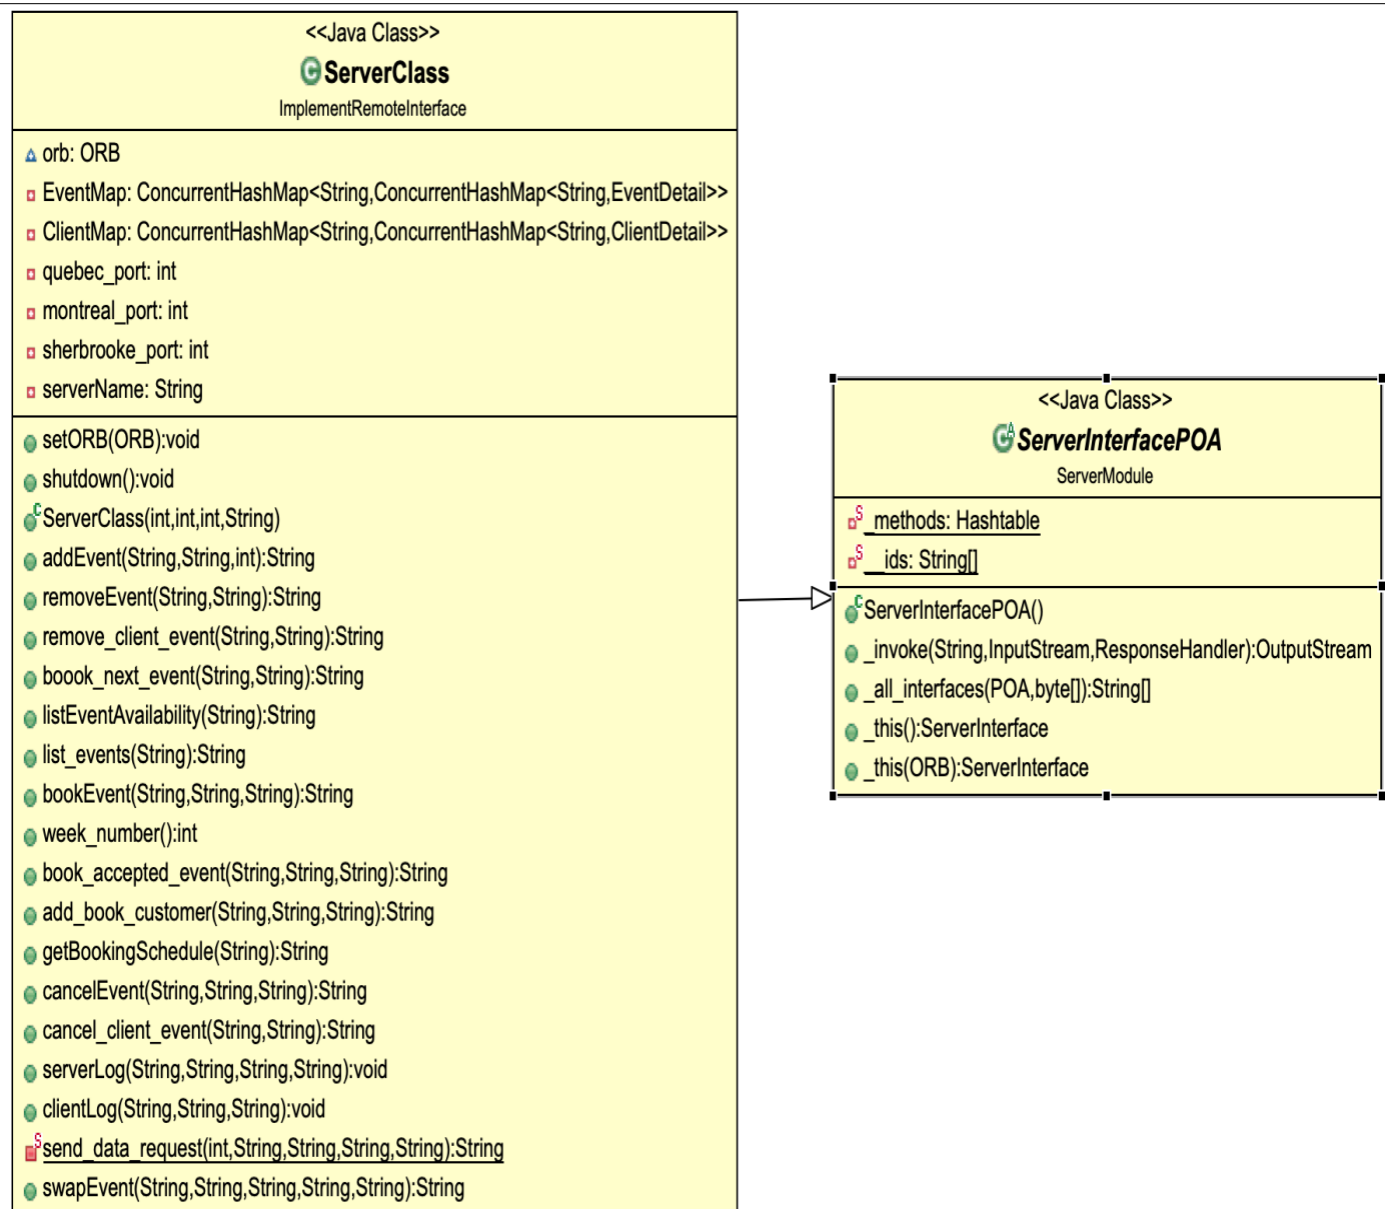 <<Java Class>>
ServerClass
ImplementRemoteInterface
orb: ORB
EventMap: ConcurrentHashMap<String,ConcurrentHashMap<String,EventDetail>>
ClientMap: ConcurrentHashMap<String,ConcurrentHashMap<String,ClientDetail>>
quebec_port: int
montreal_port: int
sherbrooke_port: int
serverName: String
setORB(ORB):void
shutdown():void
ServerClass(int,int,int,String)
addEvent(String,String,int):String
removeEvent(String,String):String
remove_client_event(String,String):String
boook_next_event(String,String):String
listEventAvailability(String):String
list_events(String):String
bookEvent(String,String,String):String
week_number():int
book_accepted_event(String,String,String):String
add_book_customer(String,String,String):String
getBookingSchedule(String):String
cancelEvent(String,String,String):String
cancel_client_event(String,String):String
serverLog(String,String,String,String):void
clientLog(String,String,String):void
send_data_request(int,String,String,String,String):String
swapEvent(String,String,String,String,String):String
<<Java Class>>
ServerInterfacePOA
ServerModule
_methods: Hashtable
__ids: String[]
ServerInterfacePOA()
_invoke(String,InputStream,ResponseHandler):OutputStream
_all_interfaces(POA,byte[]):String[]
_this():ServerInterface
_this(ORB):ServerInterface